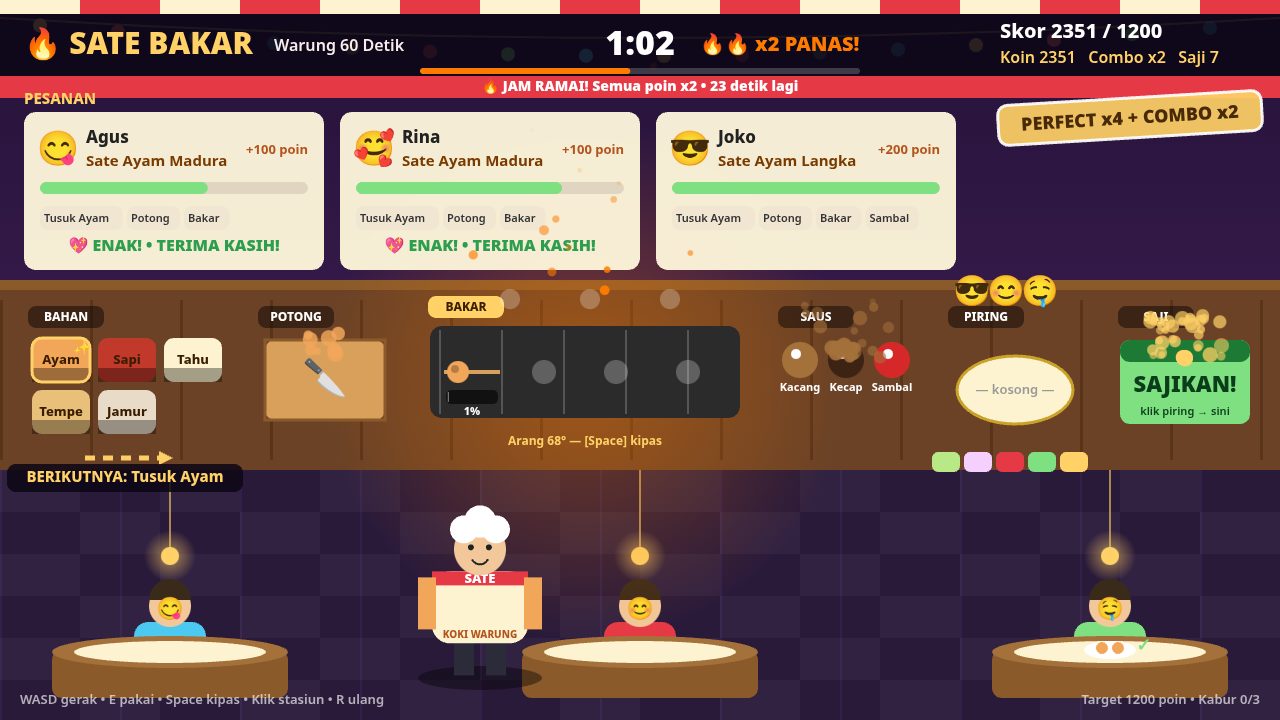 SATE BAKAR
Warung 60 Detik
1:02
x2 PANAS!
Skor 2351 / 1200
Koin 2351 Combo x2 Saji 7
JAM RAMAI! Semua poin x2 • 23 detik lagi
PESANAN
PERFECT x4 + COMBO x2
Agus
Sate Ayam Madura
+100 poin
Tusuk Ayam Potong Bakar
ENAK! • TERIMA KASIH!
Rina
Sate Ayam Madura
+100 poin
Tusuk Ayam Potong Bakar
ENAK! • TERIMA KASIH!
Joko
Sate Ayam Langka
+200 poin
Tusuk Ayam Potong Bakar Sambal
BAHAN
POTONG
BAKAR
SAUS
PIRING
SAJI
Ayam
Sapi
Tahu
Tempe
Jamur
1%
Arang 68° — [Space] kipas
Kacang
Kecap
Sambal
— kosong —
SAJIKAN!
klik piring → sini
BERIKUTNYA: Tusuk Ayam
SATE
KOKI WARUNG
WASD gerak • E pakai • Space kipas • Klik stasiun • R ulang
Target 1200 poin • Kabur 0/3